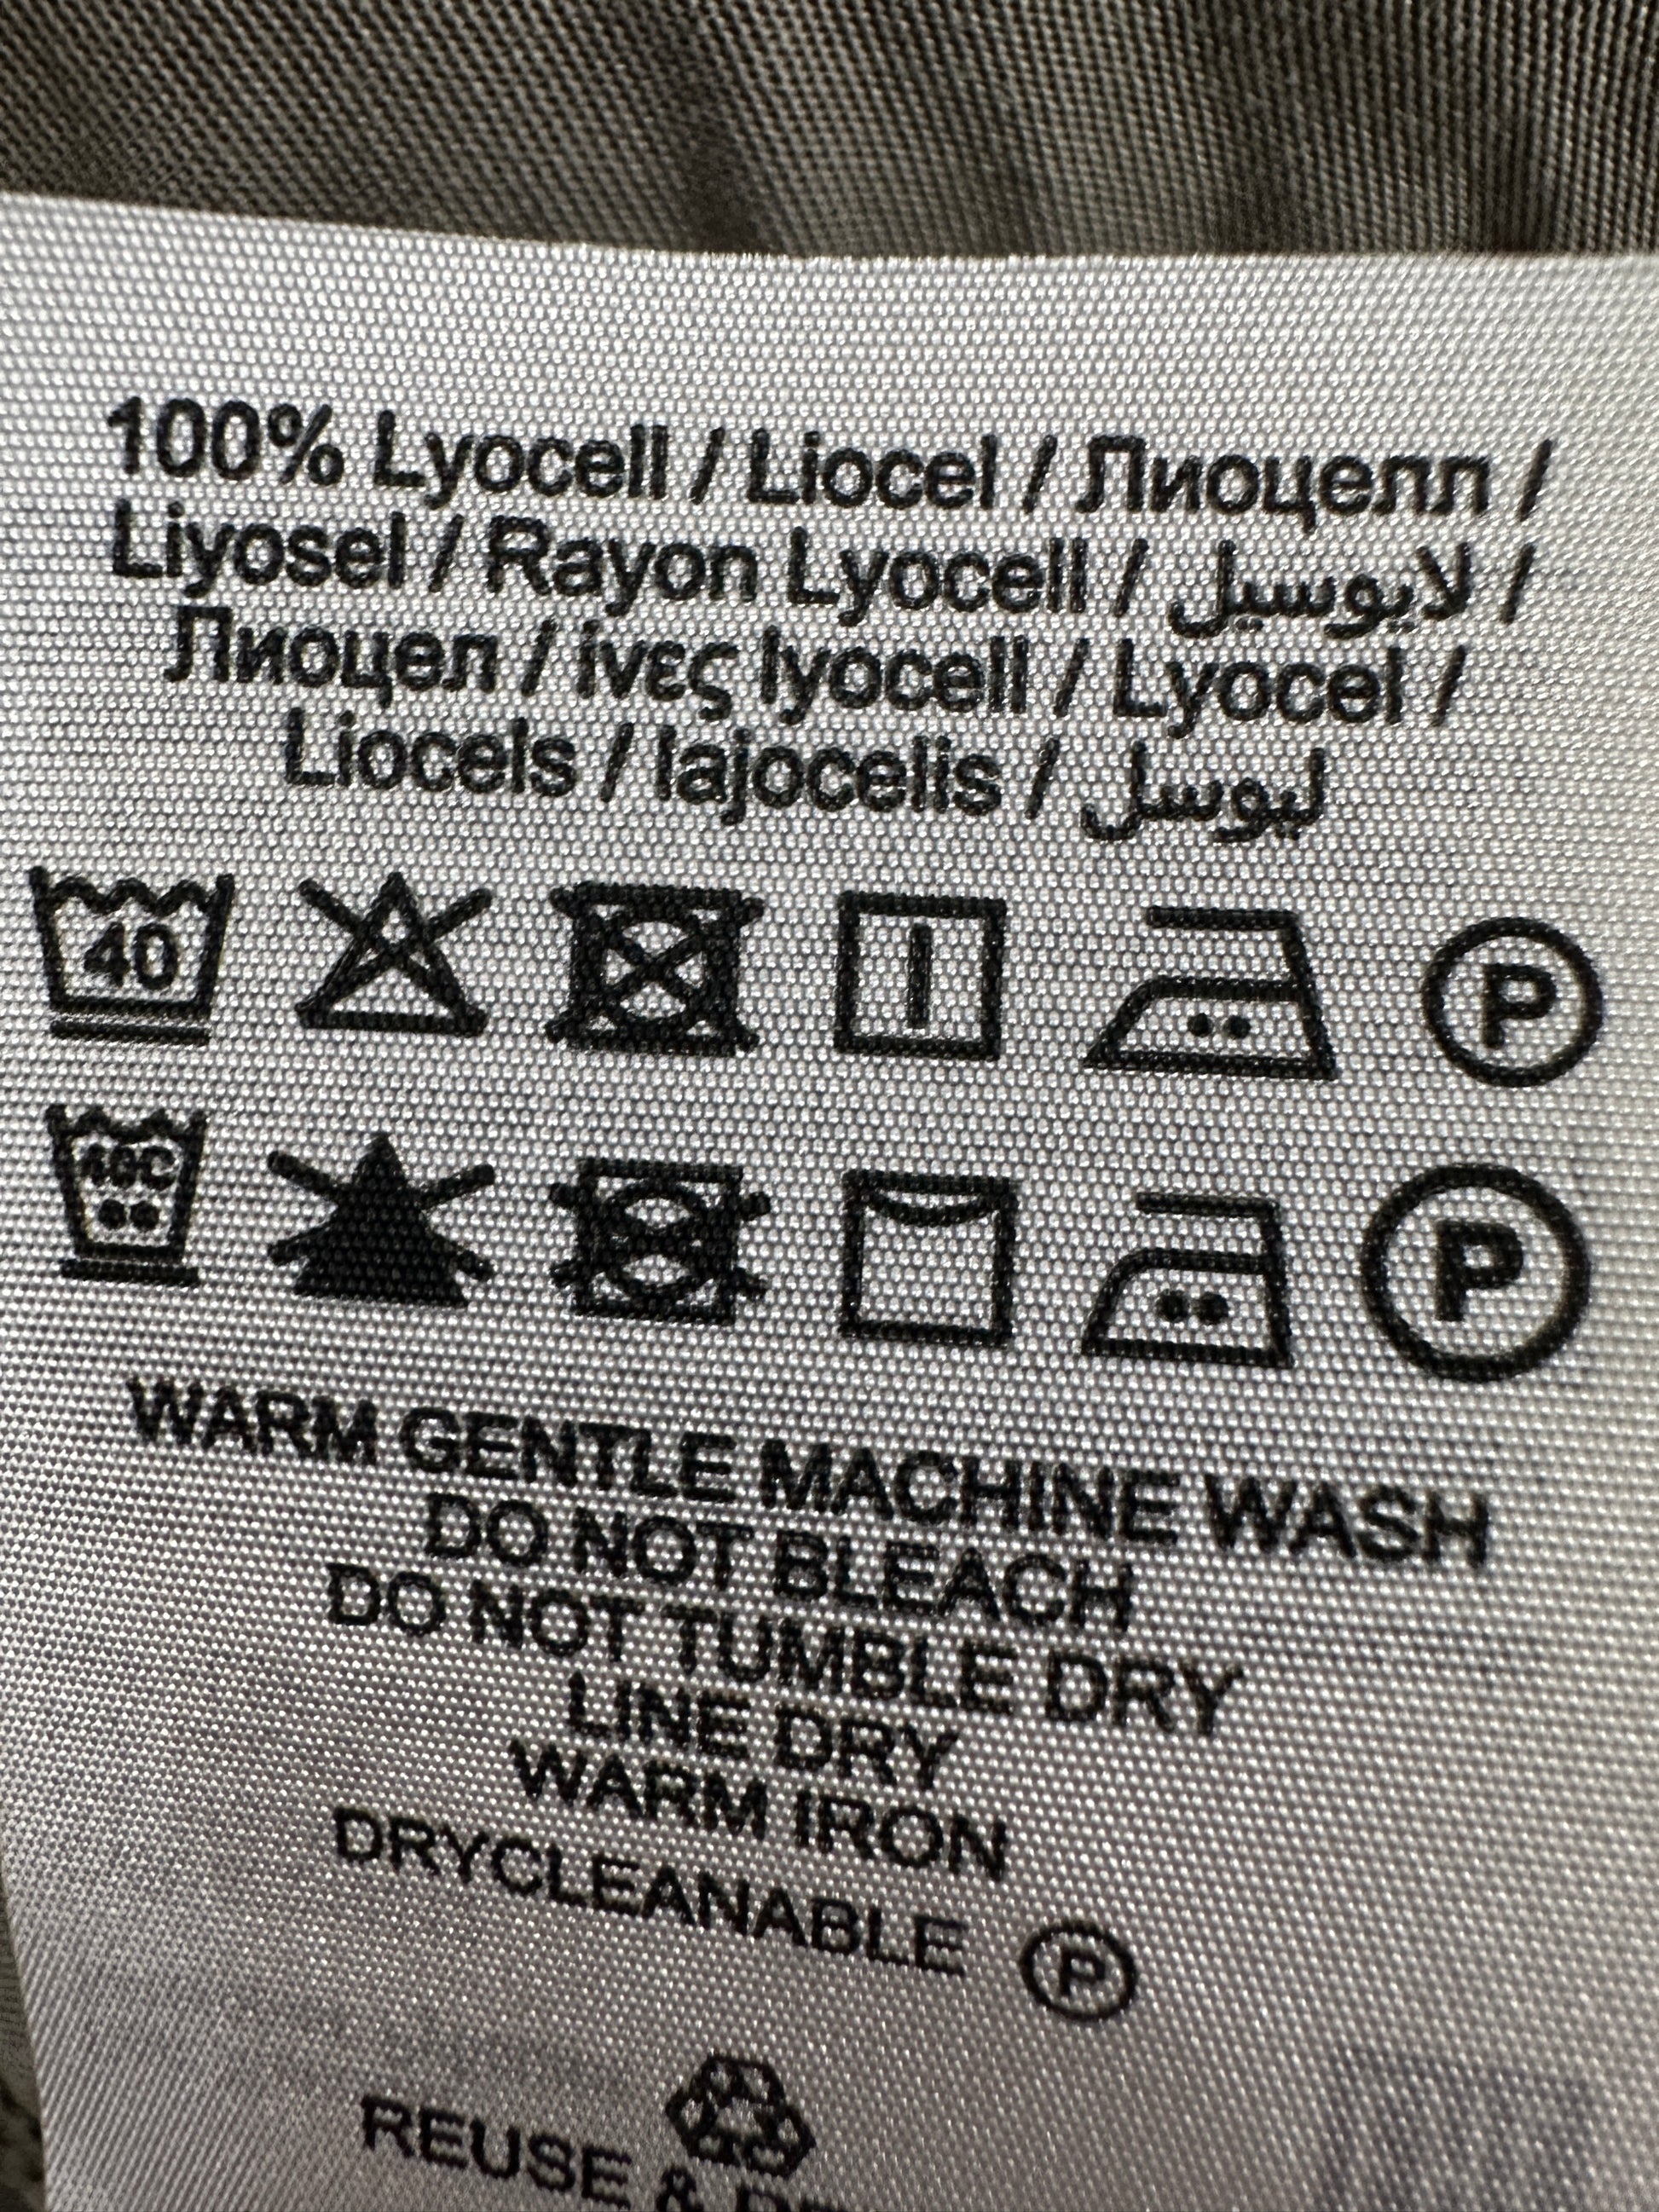 100% Lyocell / Liocel / Лиоцелл /
Liyosel / Rayon Lyocell / لايوسيل /
Лиоцел / ίνες lyocell / Lyocel /
Liocels / lajocelis / ليوسل
40 P
ABC P
WARM GENTLE MACHINE WASH
DO NOT BLEACH
DO NOT TUMBLE DRY
LINE DRY
WARM IRON
DRYCLEANABLE P
REUSE &